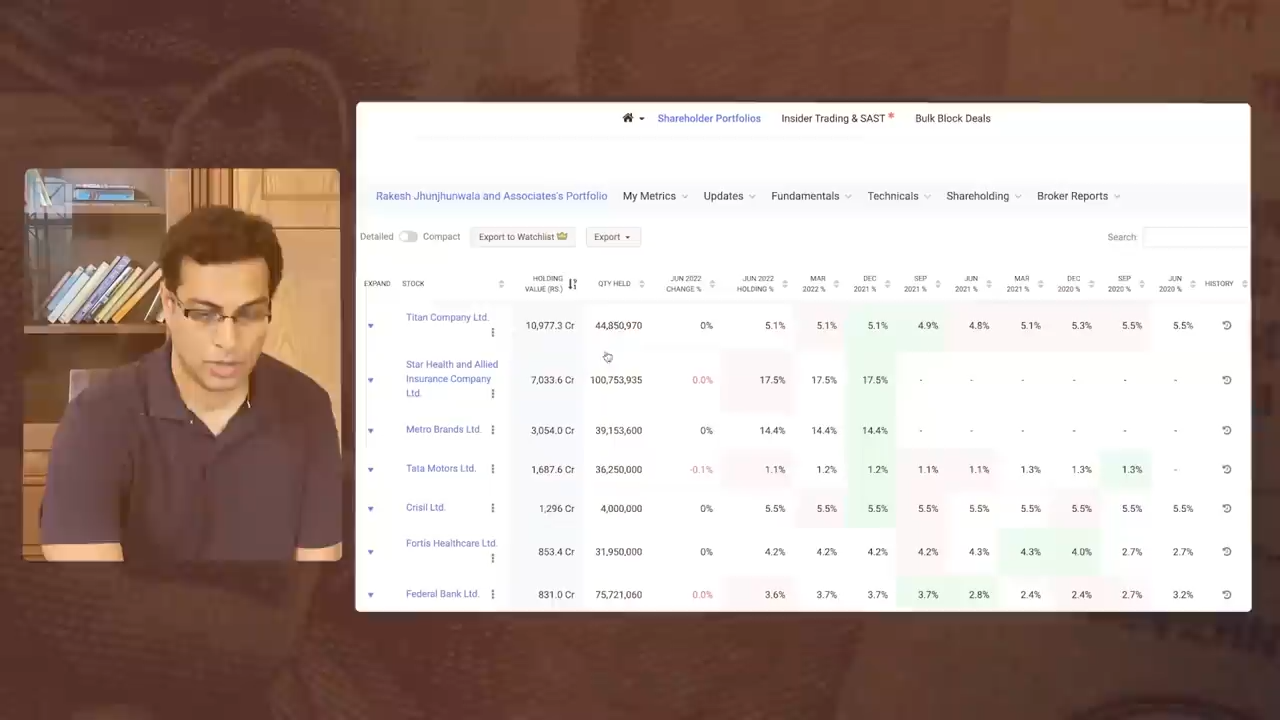 Shareholder Portfolios Insider Trading & SAST * Bulk Block Deals
Rakesh Jhunjhunwala and Associates's Portfolio My Metrics Updates Fundamentals Technicals Shareholding Broker Reports
Detailed Compact Export to Watchlist Export Search:
EXPAND STOCK HOLDING VALUE (RS.) QTY HELD JUN 2022 CHANGE % JUN 2022 HOLDING % MAR 2022 % DEC 2021 % SEP 2021 % JUN 2021 % MAR 2021 % DEC 2020 % SEP 2020 % JUN 2020 % HISTORY
Titan Company Ltd. 10,977.3 Cr 44,850,970 0% 5.1% 5.1% 5.1% 4.9% 4.8% 5.1% 5.3% 5.5% 5.5%
Star Health and Allied Insurance Company Ltd. 7,033.6 Cr 100,753,935 0.0% 17.5% 17.5% 17.5% - - - - - -
Metro Brands Ltd. 3,054.0 Cr 39,153,600 0% 14.4% 14.4% 14.4% - - - - - -
Tata Motors Ltd. 1,687.6 Cr 36,250,000 -0.1% 1.1% 1.2% 1.2% 1.1% 1.1% 1.3% 1.3% 1.3% -
Crisil Ltd. 1,296 Cr 4,000,000 0% 5.5% 5.5% 5.5% 5.5% 5.5% 5.5% 5.5% 5.5% 5.5%
Fortis Healthcare Ltd. 853.4 Cr 31,950,000 0% 4.2% 4.2% 4.2% 4.2% 4.3% 4.3% 4.0% 2.7% 2.7%
Federal Bank Ltd. 831.0 Cr 75,721,060 0.0% 3.6% 3.7% 3.7% 3.7% 2.8% 2.4% 2.4% 2.7% 3.2%